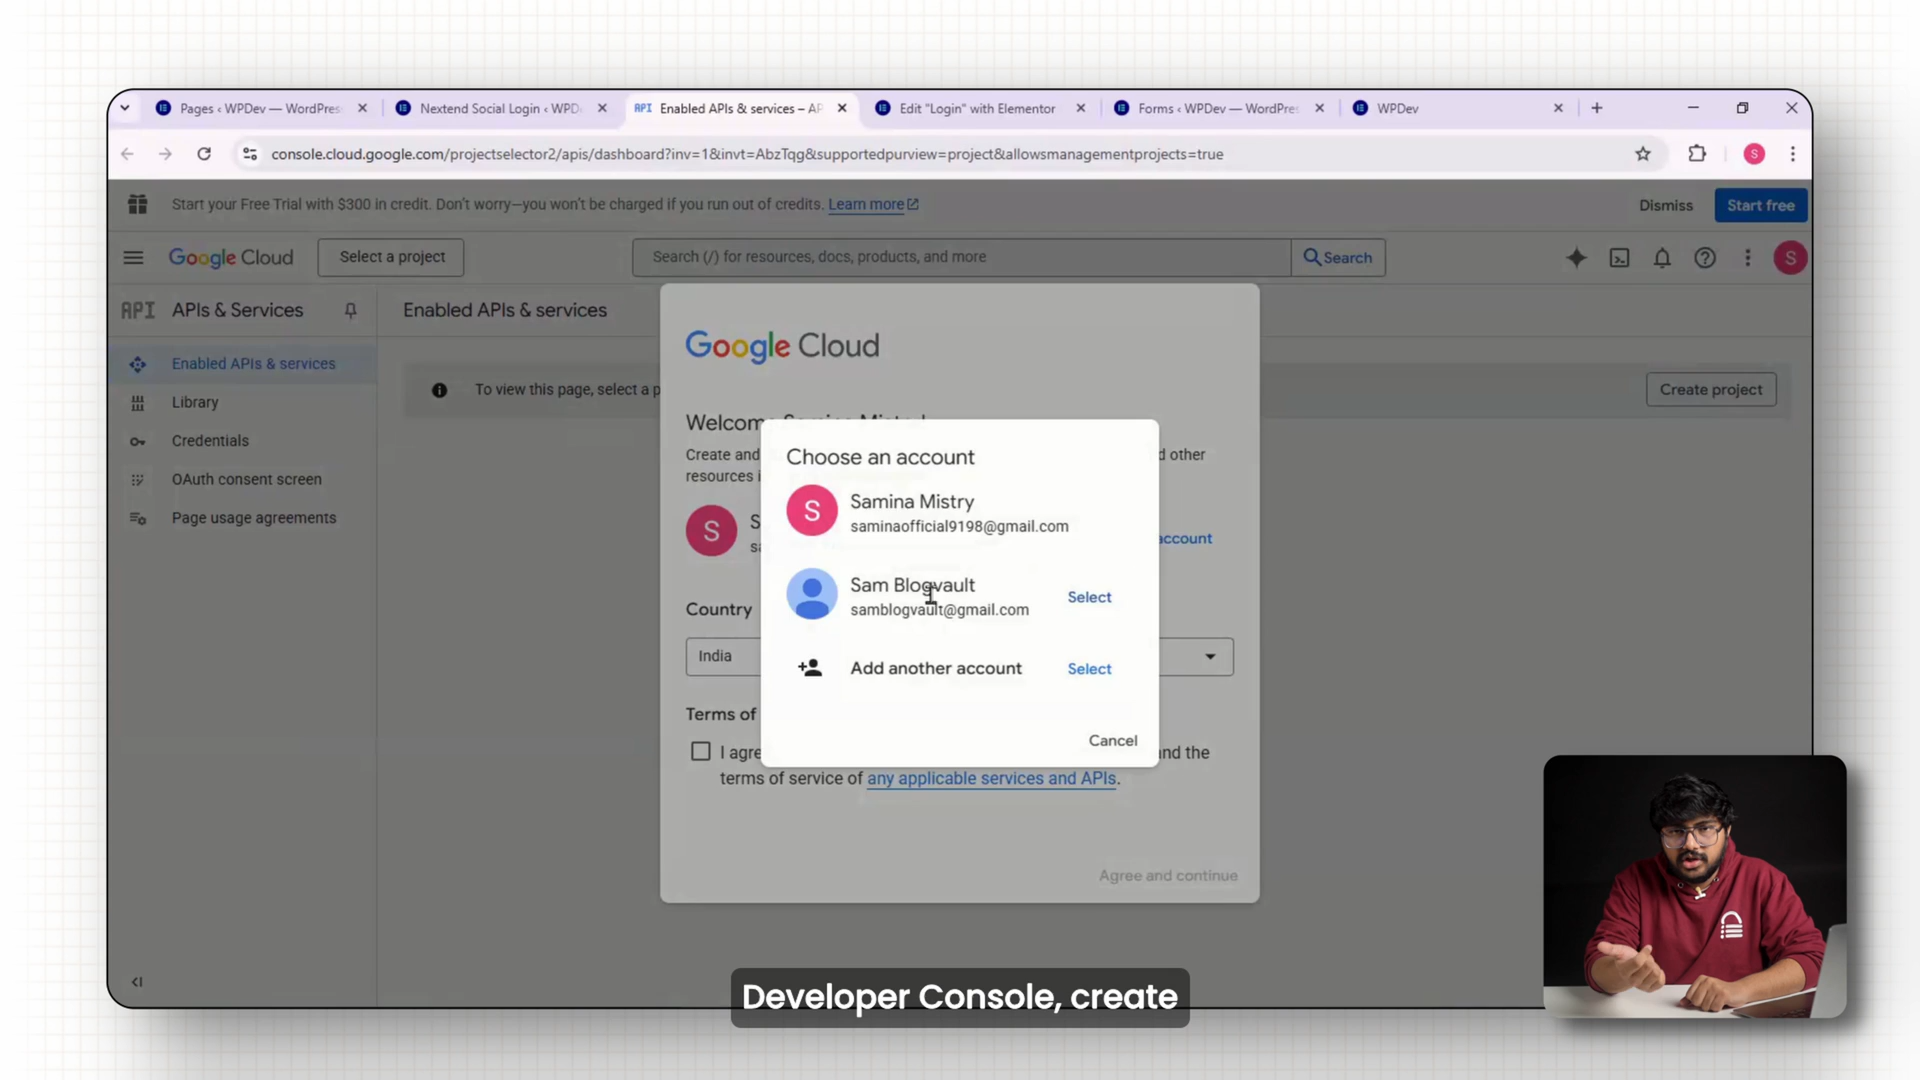 Pages ‹ WPDev — WordPres
Nextend Social Login ‹ WPD
API
Enabled APIs & services – AP
Edit "Login" with Elementor
Forms ‹ WPDev — WordPres
WPDev
console.cloud.google.com/projectselector2/apis/dashboard?inv=1&invt=AbzTqg&supportedpurview=project&allowsmanagementprojects=true
S
Start your Free Trial with $300 in credit. Don't worry—you won't be charged if you run out of credits. Learn more
Dismiss
Start free
Google Cloud
Select a project
Search (/) for resources, docs, products, and more
Search
S
API
APIs & Services
Enabled APIs & services
Enabled APIs & services
Library
Credentials
OAuth consent screen
Page usage agreements
To view this page, select a p
Create project
Google Cloud
Welcom
Create and
d other
resources i
S
S
account
Country
India
Terms of
I agre
nd the
terms of service of any applicable services and APIs.
Agree and continue
Choose an account
S
Samina Mistry
saminaofficial9198@gmail.com
Sam Blogvault
samblogvault@gmail.com
Select
Add another account
Select
Cancel
Developer Console, create